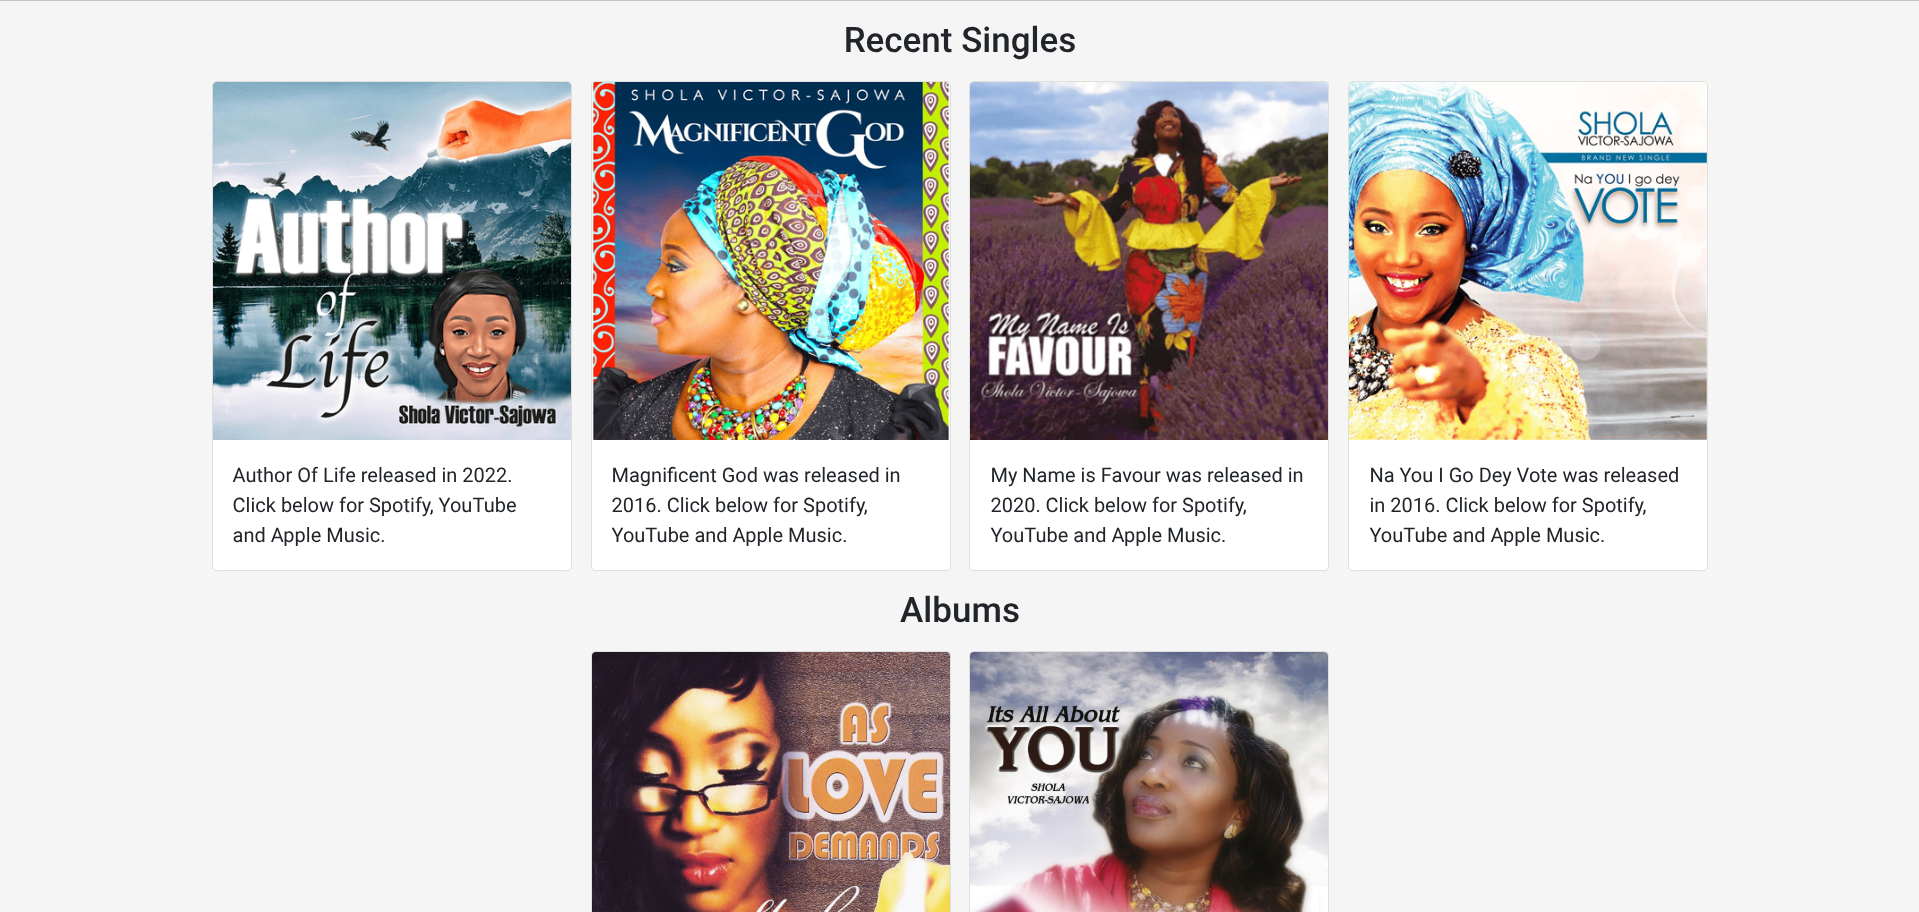 Recent Singles
Author
of
Life
Shola Victor-Sajowa
SHOLA VICTOR-SAJOWA
MAGNIFICENT GOD
My Name Is
FAVOUR
Shola Victor-Sajowa
SHOLA
VICTOR-SAJOWA
BRAND NEW SINGLE
Na YOU I go dey
VOTE
Author Of Life released in 2022.
Click below for Spotify, YouTube
and Apple Music.
Magnificent God was released in
2016. Click below for Spotify,
YouTube and Apple Music.
My Name is Favour was released in
2020. Click below for Spotify,
YouTube and Apple Music.
Na You I Go Dey Vote was released
in 2016. Click below for Spotify,
YouTube and Apple Music.
Albums
AS
LOVE
DEMANDS
Its All About
YOU
SHOLA
VICTOR-SAJOWA